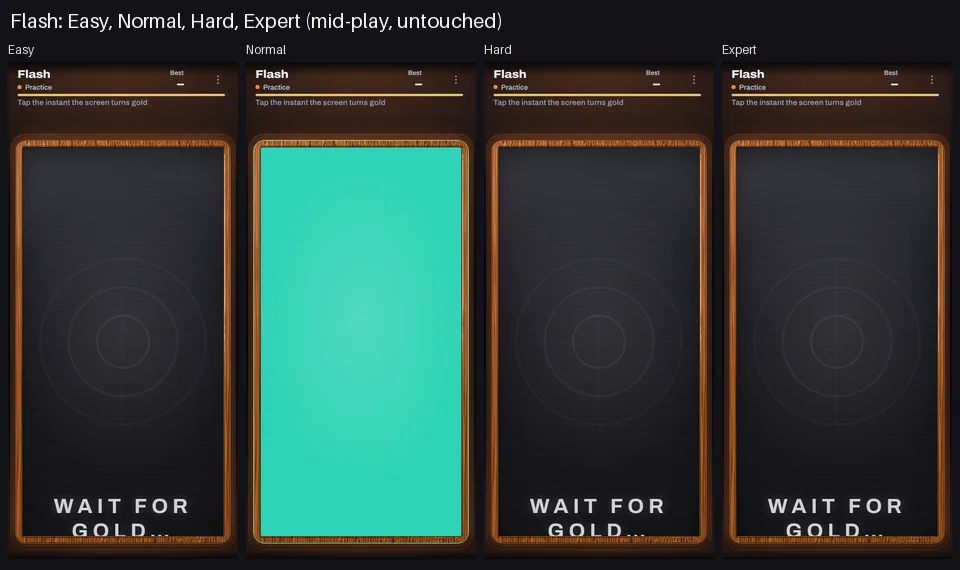 Flash: Easy, Normal, Hard, Expert (mid-play, untouched)
Easy
Flash
Best
Practice
–
Tap the instant the screen turns gold
WAIT FOR
GOLD...
Normal
Flash
Best
Practice
–
Tap the instant the screen turns gold
Hard
Flash
Best
Practice
–
Tap the instant the screen turns gold
WAIT FOR
GOLD...
Expert
Flash
Best
Practice
–
Tap the instant the screen turns gold
WAIT FOR
GOLD...